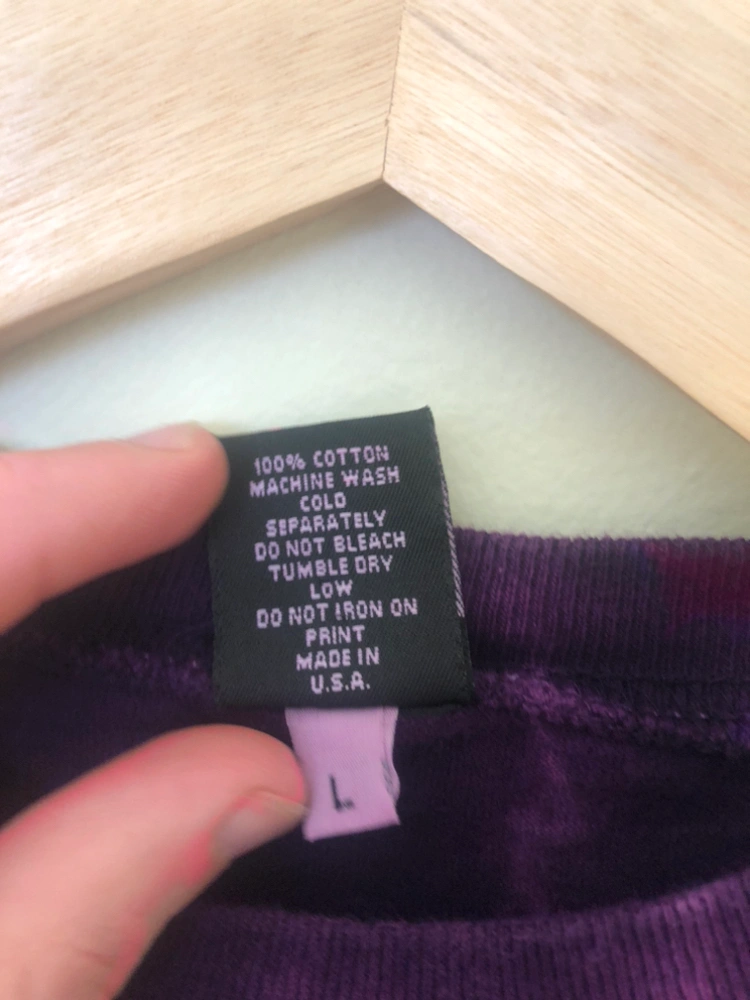 100% COTTON
MACHINE WASH
COLD
SEPARATELY
DO NOT BLEACH
TUMBLE DRY
LOW
DO NOT IRON ON
PRINT
MADE IN
U.S.A.
L